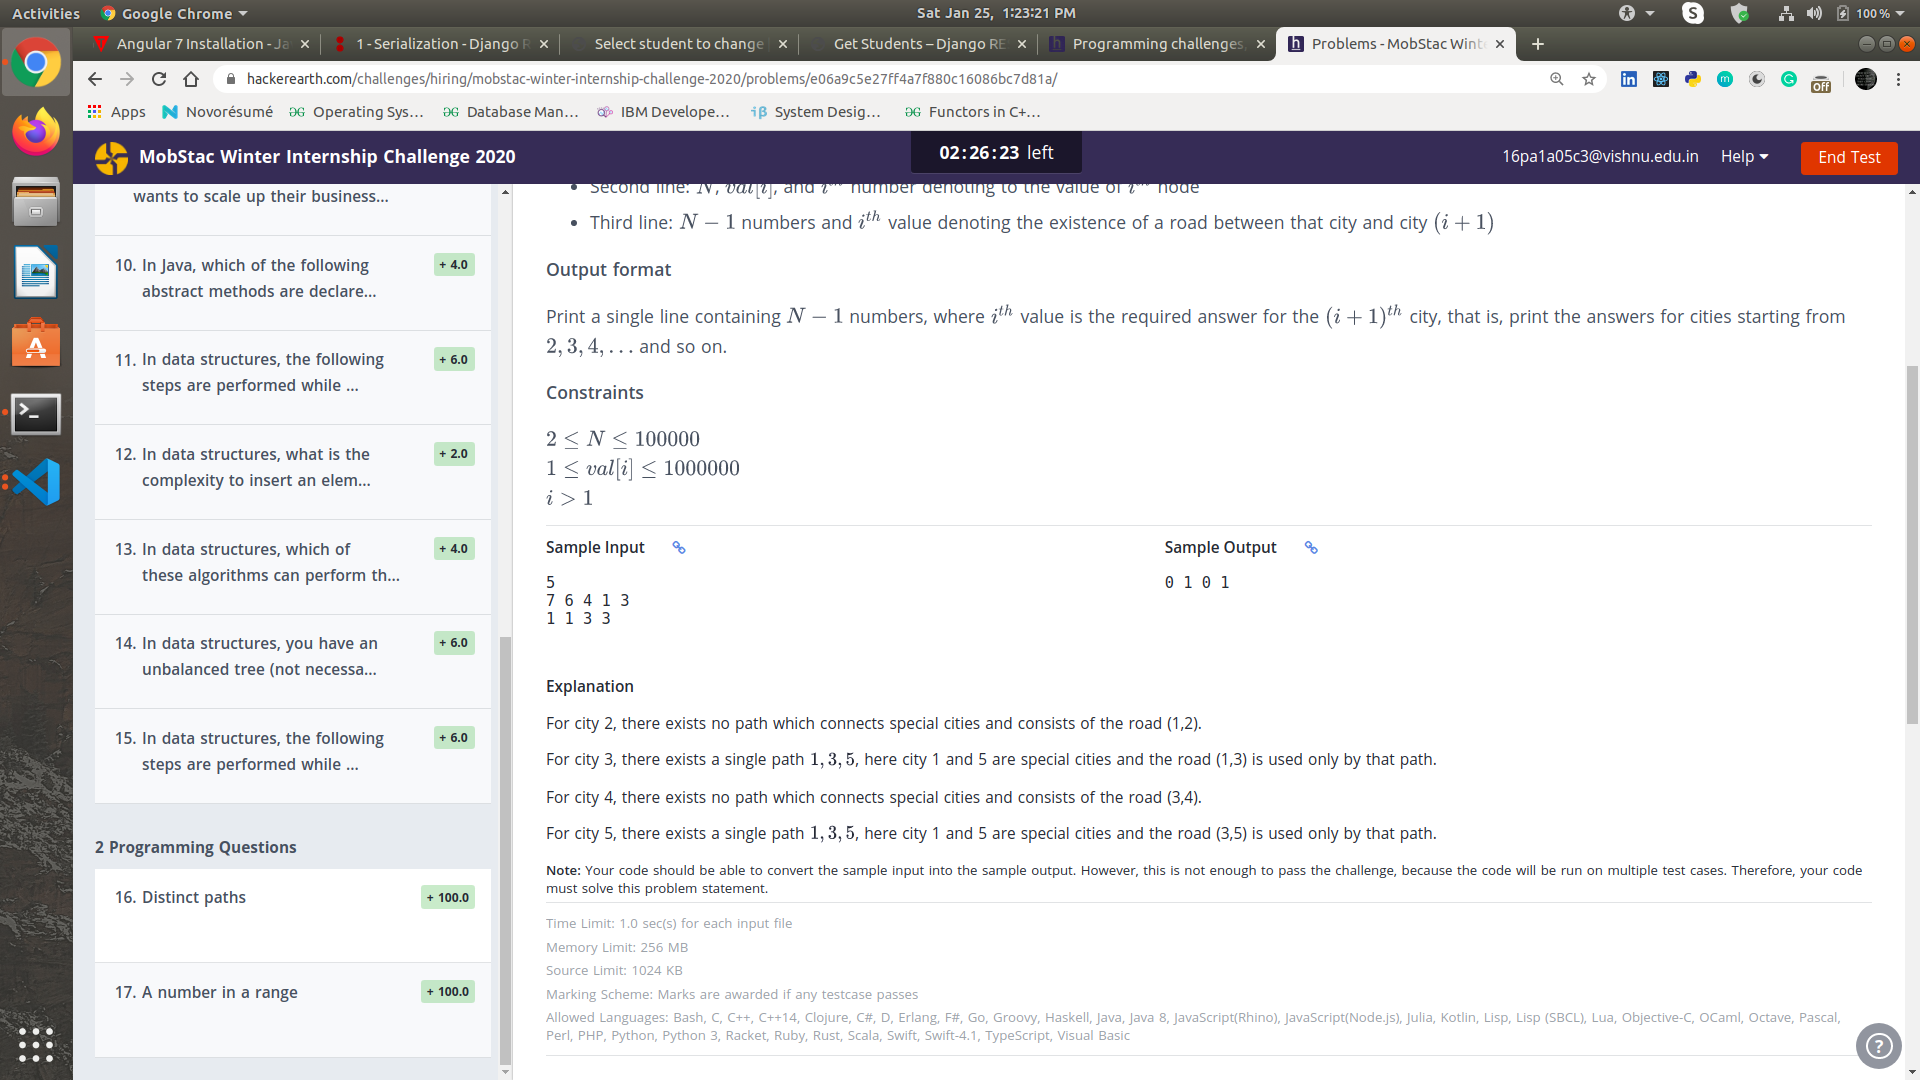 Activities Google Chrome Sat Jan 25, 1:23:21 PM 100 %
Angular 7 Installation - Ja 1 - Serialization - Django R Select student to change Get Students – Django RE Programming challenges, Problems - MobStac Wint
hackerearth.com/challenges/hiring/mobstac-winter-internship-challenge-2020/problems/e06a9c5e27ff4a7f880c16086bc7d81a/
Off
Apps Novorésumé Operating Sys... Database Man... IBM Develope... System Desig... Functors in C+...
MobStac Winter Internship Challenge 2020
02:26:23 left
16pa1a05c3@vishnu.edu.in Help End Test
wants to scale up their business...
10. In Java, which of the following abstract methods are declare...
+ 4.0
11. In data structures, the following steps are performed while ...
+ 6.0
12. In data structures, what is the complexity to insert an elem...
+ 2.0
13. In data structures, which of these algorithms can perform th...
+ 4.0
14. In data structures, you have an unbalanced tree (not necessa...
+ 6.0
15. In data structures, the following steps are performed while ...
+ 6.0
2 Programming Questions
16. Distinct paths
+ 100.0
17. A number in a range
+ 100.0
• Second line: N, val[i], and i^th number denoting to the value of i^th node
• Third line: N − 1 numbers and i^th value denoting the existence of a road between that city and city (i + 1)
Output format
Print a single line containing N − 1 numbers, where i^th value is the required answer for the (i + 1)^th city, that is, print the answers for cities starting from
2, 3, 4, … and so on.
Constraints
2 ≤ N ≤ 100000
1 ≤ val[i] ≤ 1000000
i > 1
Sample Input
5
7 6 4 1 3
1 1 3 3
Sample Output
0 1 0 1
Explanation
For city 2, there exists no path which connects special cities and consists of the road (1,2).
For city 3, there exists a single path 1, 3, 5, here city 1 and 5 are special cities and the road (1,3) is used only by that path.
For city 4, there exists no path which connects special cities and consists of the road (3,4).
For city 5, there exists a single path 1, 3, 5, here city 1 and 5 are special cities and the road (3,5) is used only by that path.
Note: Your code should be able to convert the sample input into the sample output. However, this is not enough to pass the challenge, because the code will be run on multiple test cases. Therefore, your code
must solve this problem statement.
Time Limit: 1.0 sec(s) for each input file
Memory Limit: 256 MB
Source Limit: 1024 KB
Marking Scheme: Marks are awarded if any testcase passes
Allowed Languages: Bash, C, C++, C++14, Clojure, C#, D, Erlang, F#, Go, Groovy, Haskell, Java, Java 8, JavaScript(Rhino), JavaScript(Node.js), Julia, Kotlin, Lisp, Lisp (SBCL), Lua, Objective-C, OCaml, Octave, Pascal,
Perl, PHP, Python, Python 3, Racket, Ruby, Rust, Scala, Swift, Swift-4.1, TypeScript, Visual Basic